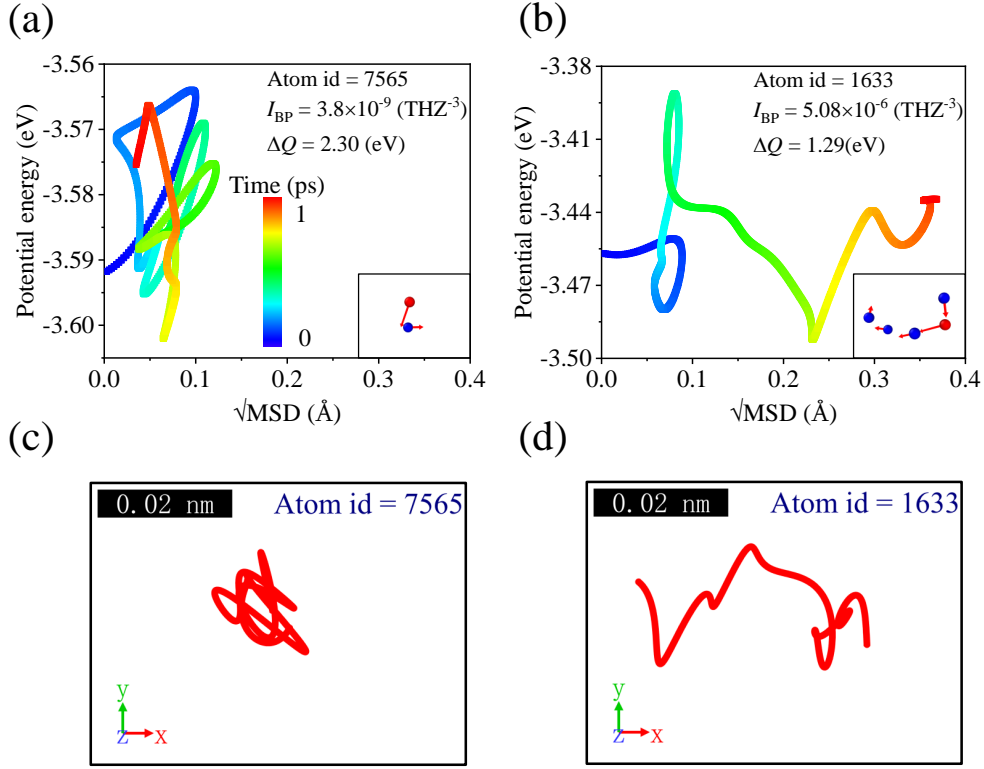 (a)
-3.56
-3.57
-3.58
-3.59
-3.60
Potential energy (eV)
Atom id = 7565
I_BP = 3.8×10⁻⁹ (THZ⁻³)
ΔQ = 2.30 (eV)
Time (ps)
1
0
0.0 0.1 0.2 0.3 0.4
√MSD (Å)
(b)
-3.38
-3.41
-3.44
-3.47
-3.50
Potential energy (eV)
Atom id = 1633
I_BP = 5.08×10⁻⁶ (THZ⁻³)
ΔQ = 1.29(eV)
0.0 0.1 0.2 0.3 0.4
√MSD (Å)
(c)
0.02 nm
Atom id = 7565
y
z x
(d)
0.02 nm
Atom id = 1633
y
z x